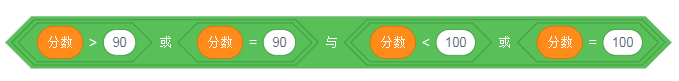 分数 > 90 或 分数 = 90 与 分数 < 100 或 分数 = 100